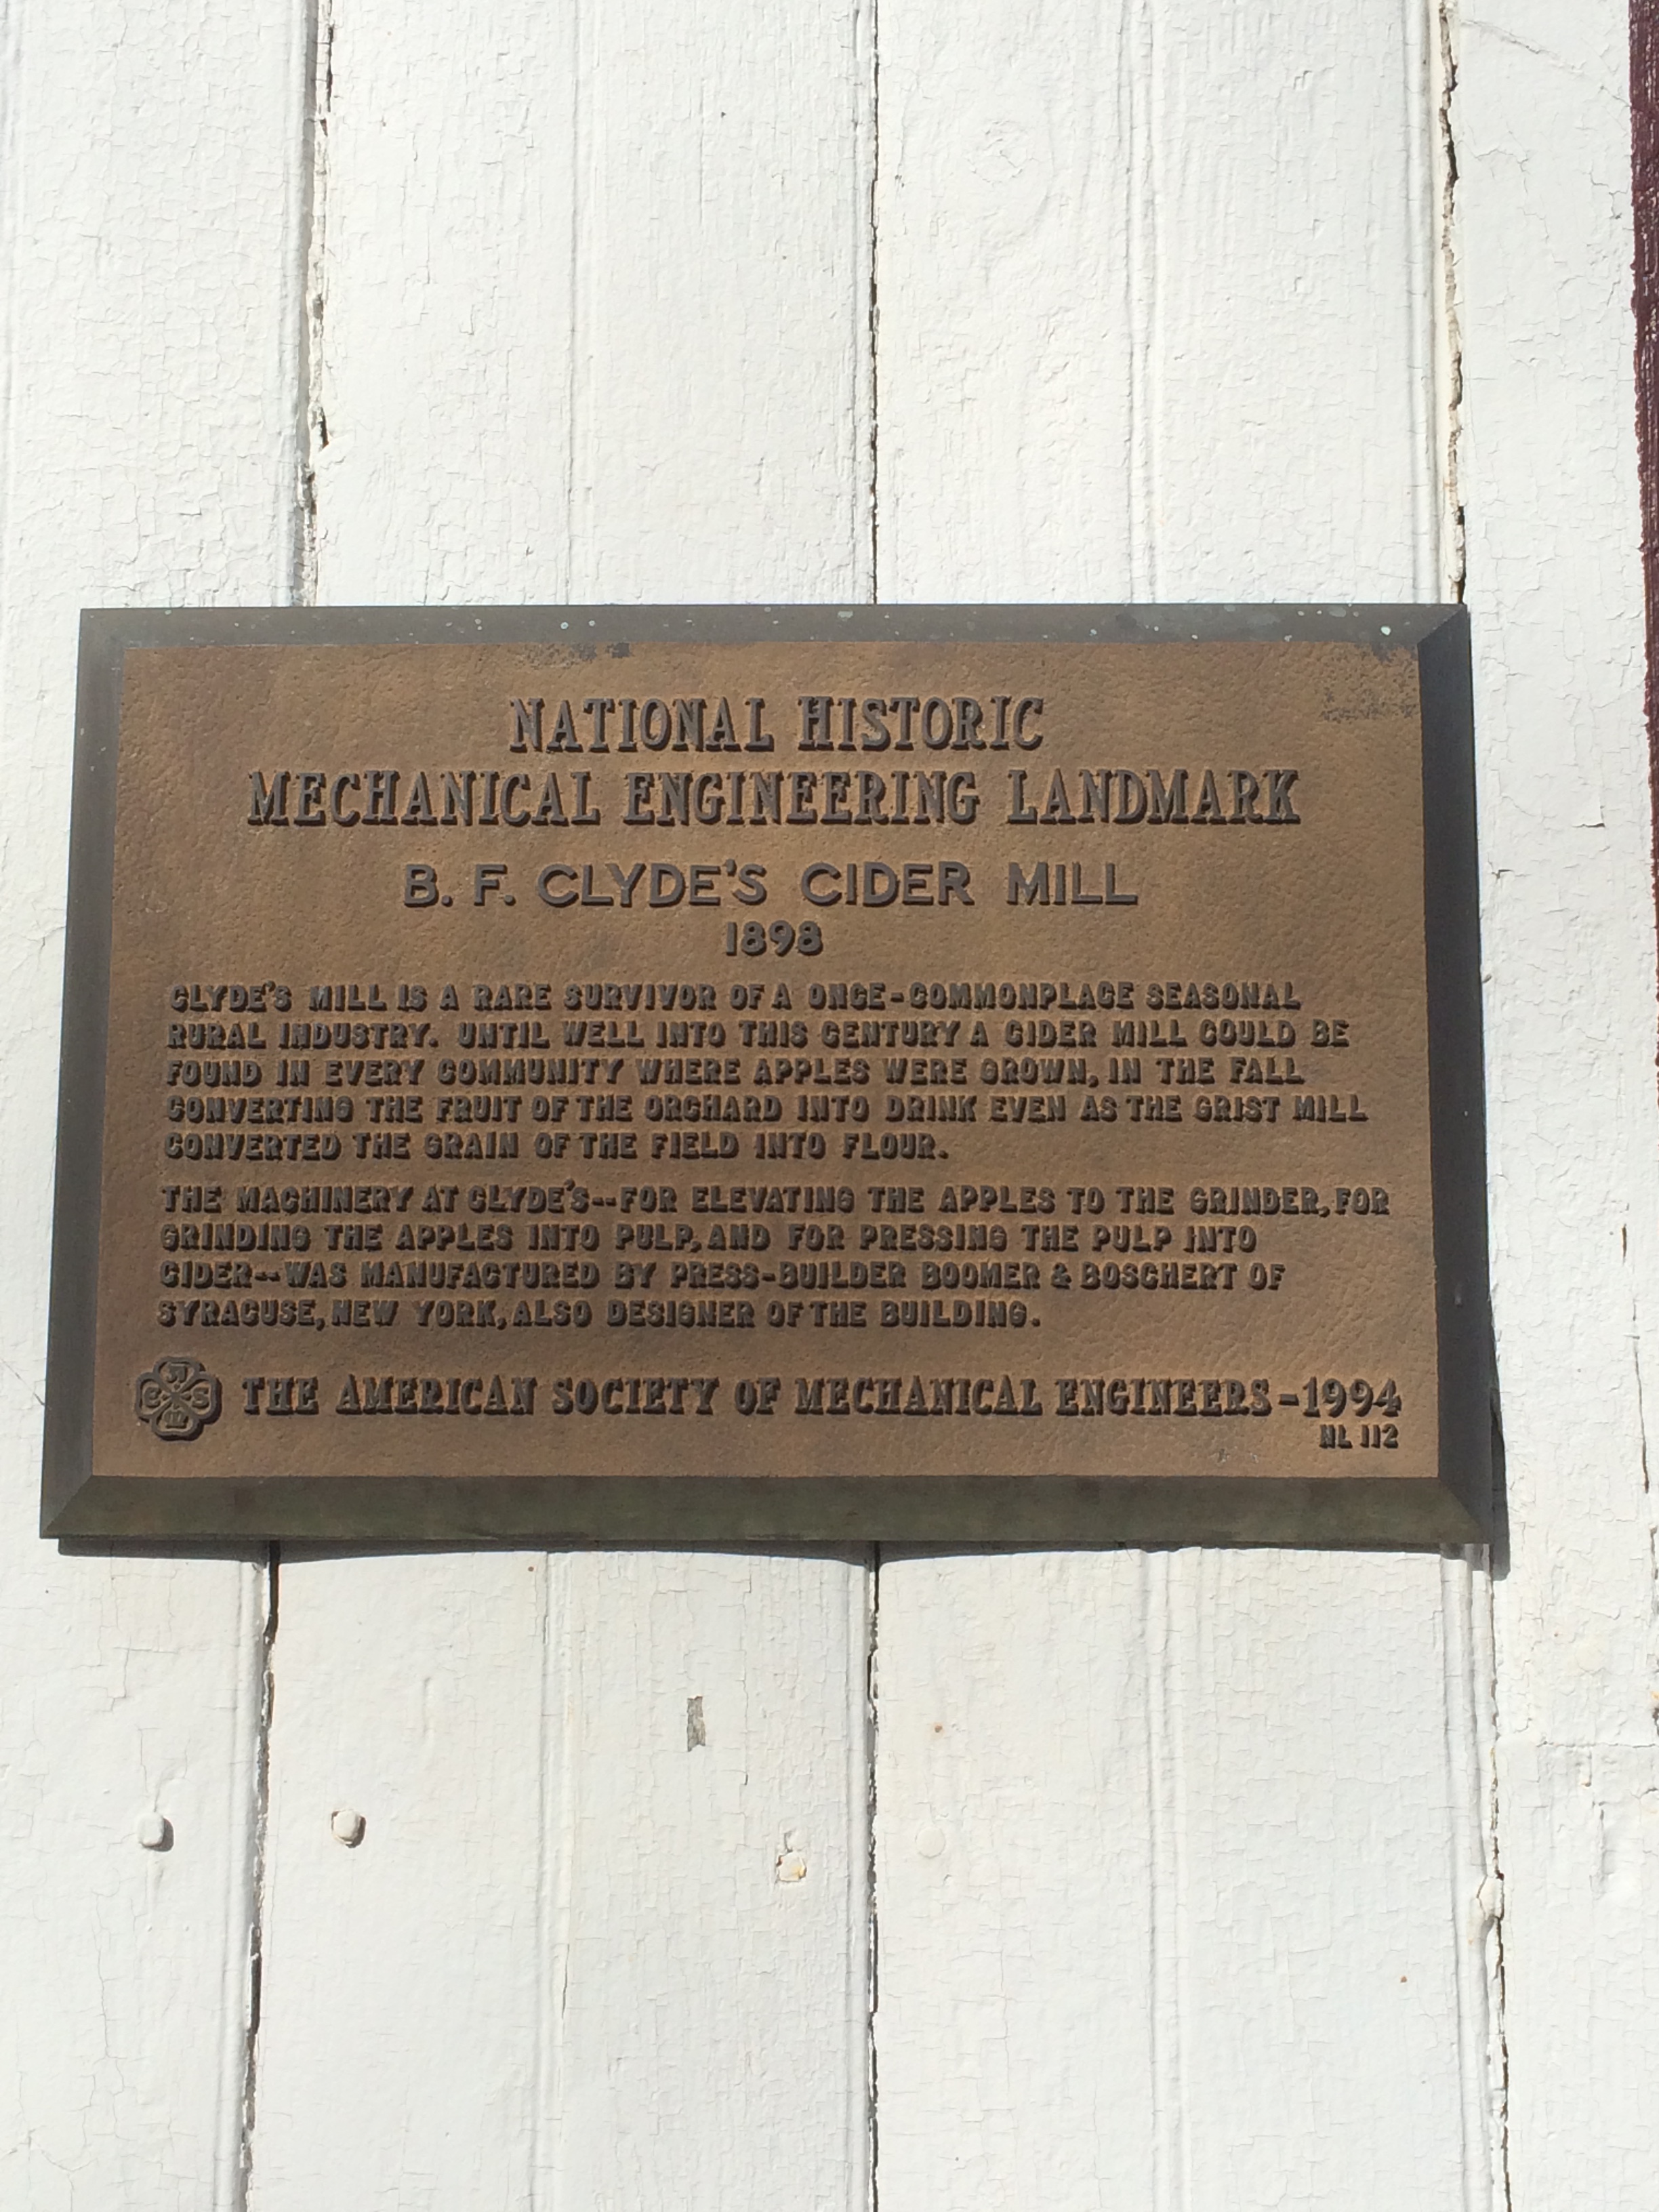 NATIONAL HISTORIC
MECHANICAL ENGINEERING LANDMARK
B. F. CLYDE'S CIDER MILL
1898
CLYDE'S MILL IS A RARE SURVIVOR OF A ONCE-COMMONPLACE SEASONAL
RURAL INDUSTRY. UNTIL WELL INTO THIS CENTURY A CIDER MILL COULD BE
FOUND IN EVERY COMMUNITY WHERE APPLES WERE GROWN, IN THE FALL
CONVERTING THE FRUIT OF THE ORCHARD INTO DRINK EVEN AS THE GRIST MILL
CONVERTED THE GRAIN OF THE FIELD INTO FLOUR.
THE MACHINERY AT CLYDE'S--FOR ELEVATING THE APPLES TO THE GRINDER, FOR
GRINDING THE APPLES INTO PULP, AND FOR PRESSING THE PULP INTO
CIDER--WAS MANUFACTURED BY PRESS-BUILDER BOOMER & BOSCHERT OF
SYRACUSE, NEW YORK, ALSO DESIGNER OF THE BUILDING.
THE AMERICAN SOCIETY OF MECHANICAL ENGINEERS-1994
NL 112